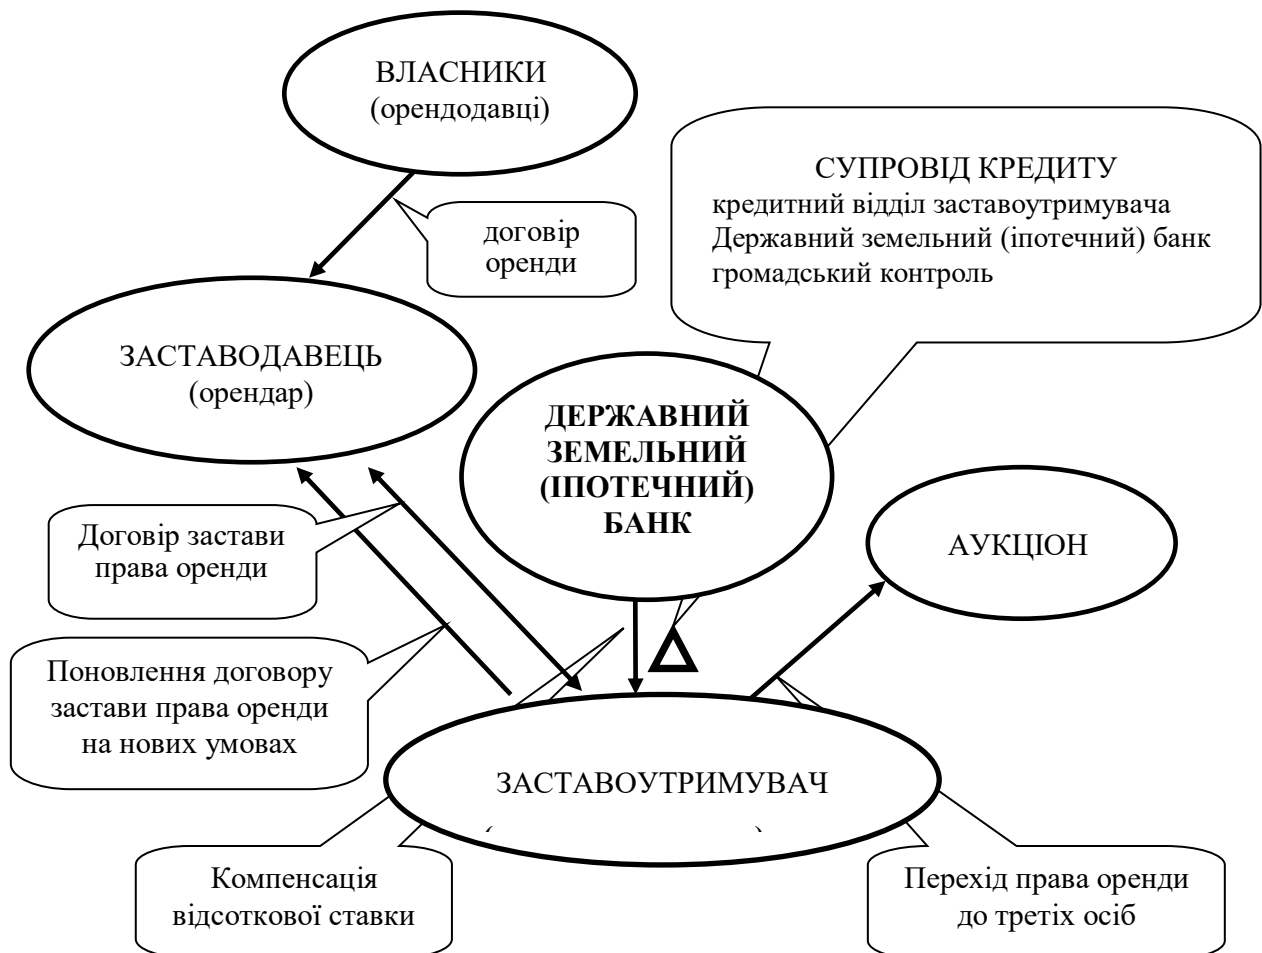 ВЛАСНИКИ
(орендодавці)
СУПРОВІД КРЕДИТУ
кредитний відділ заставоутримувача
Державний земельний (іпотечний) банк
громадський контроль
договір
оренди
ЗАСТАВОДАВЕЦЬ
(орендар)
ДЕРЖАВНИЙ
ЗЕМЕЛЬНИЙ
(ІПОТЕЧНИЙ)
БАНК
АУКЦІОН
Договір застави
права оренди
Поновлення договору
застави права оренди
на нових умовах
ЗАСТАВОУТРИМУВАЧ
Компенсація
відсоткової ставки
Перехід права оренди
до третіх осіб